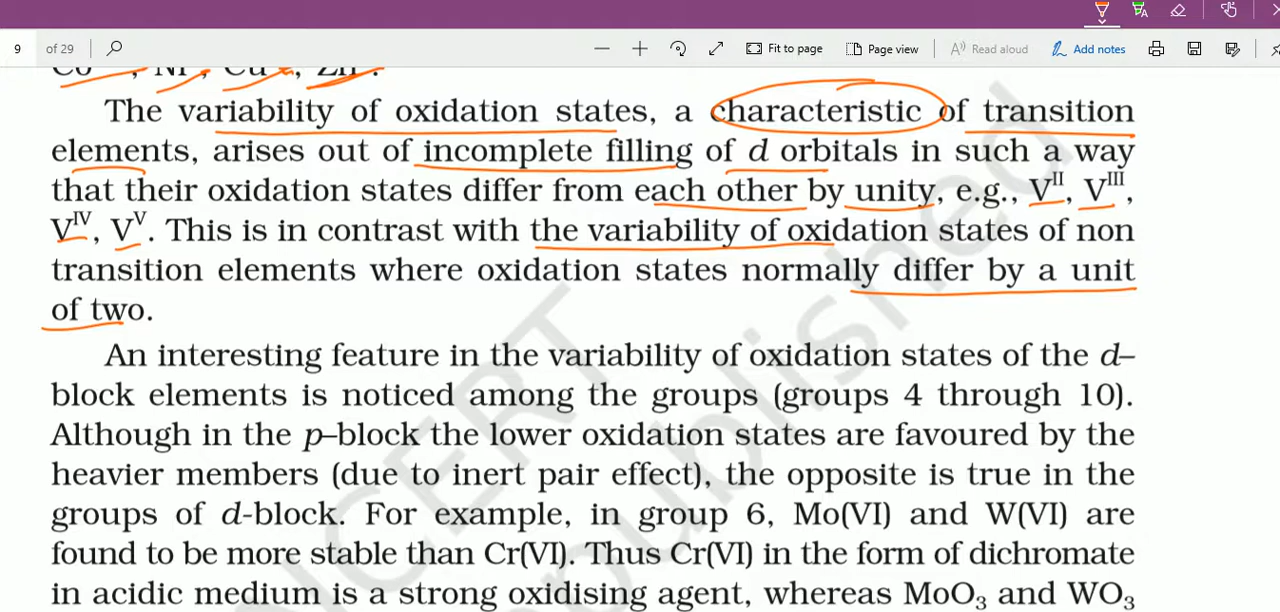 9 of 29 Fit to page Page view Read aloud Add notes
The variability of oxidation states, a characteristic of transition
elements, arises out of incomplete filling of d orbitals in such a way
that their oxidation states differ from each other by unity, e.g., V^II, V^III,
V^IV, V^V. This is in contrast with the variability of oxidation states of non
transition elements where oxidation states normally differ by a unit
of two.
An interesting feature in the variability of oxidation states of the d–
block elements is noticed among the groups (groups 4 through 10).
Although in the p–block the lower oxidation states are favoured by the
heavier members (due to inert pair effect), the opposite is true in the
groups of d-block. For example, in group 6, Mo(VI) and W(VI) are
found to be more stable than Cr(VI). Thus Cr(VI) in the form of dichromate
in acidic medium is a strong oxidising agent, whereas MoO₃ and WO₃